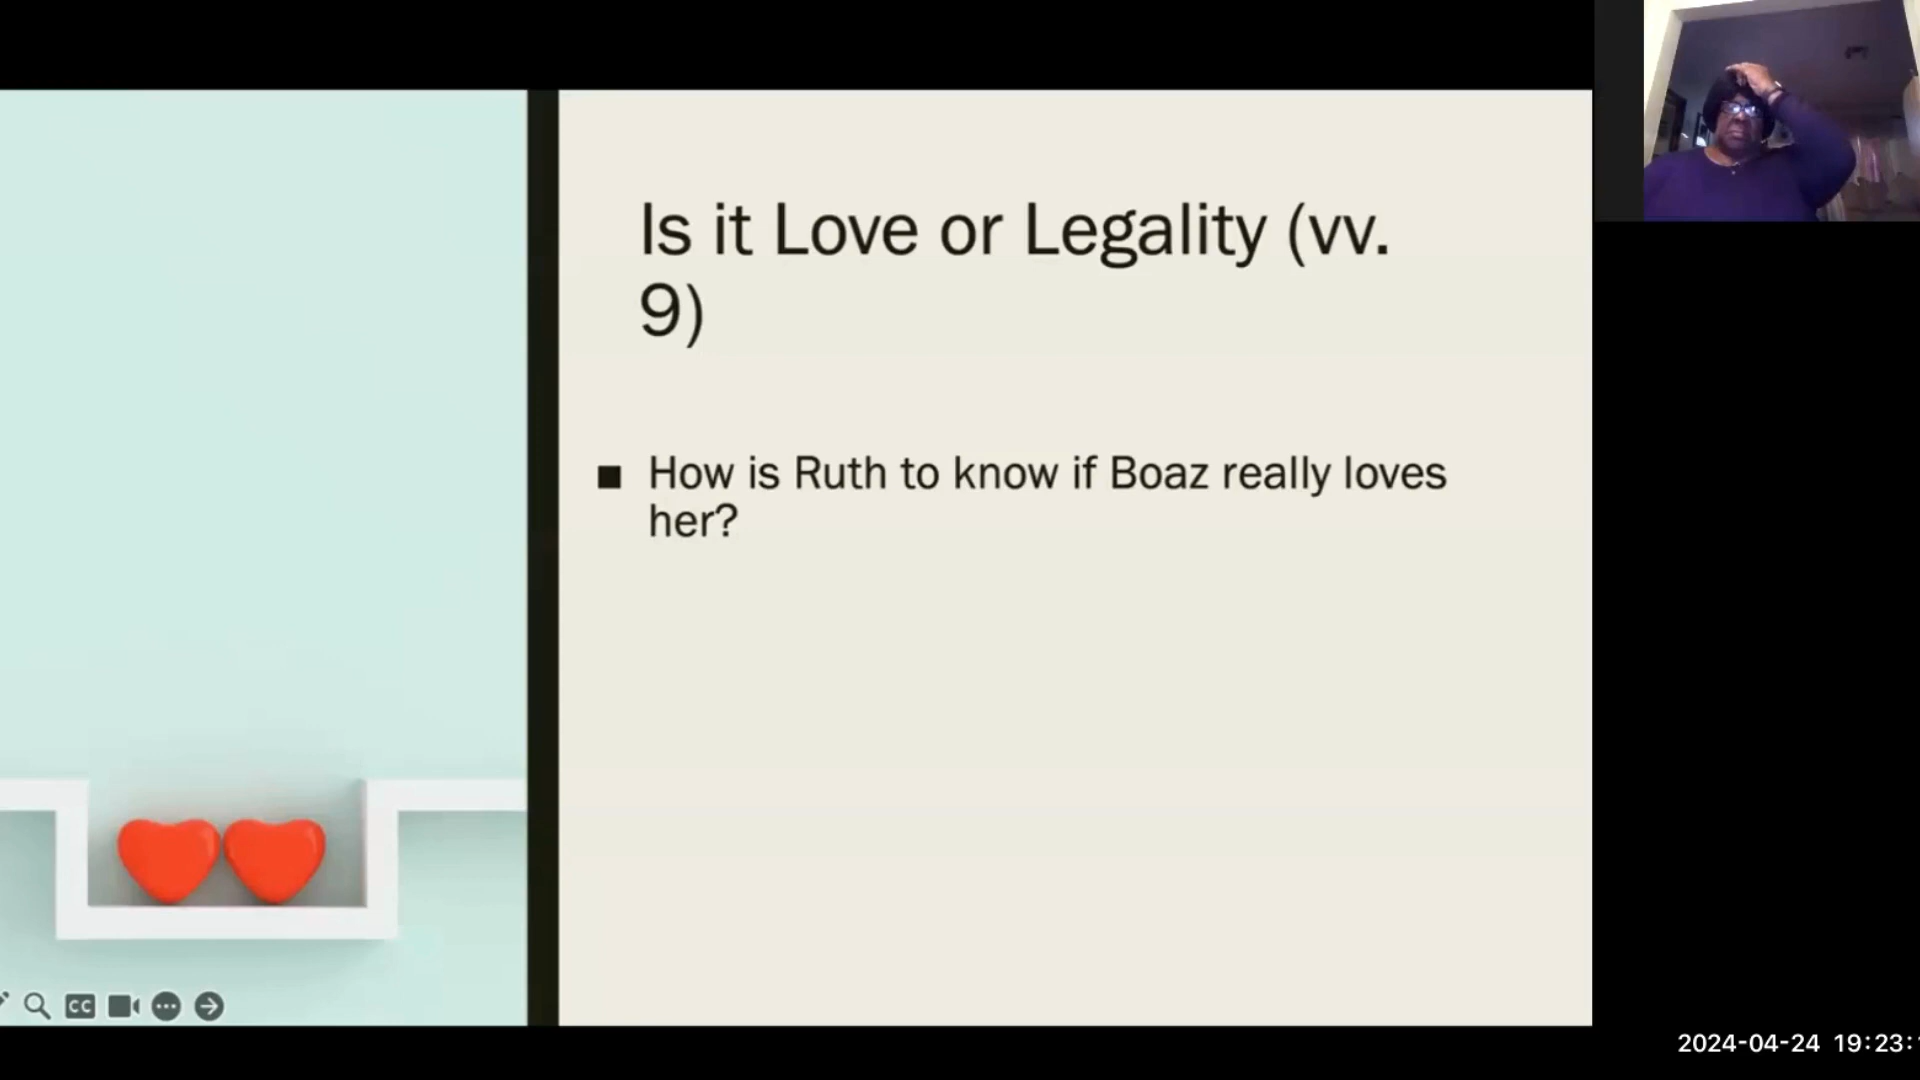 Is it Love or Legality (vv.
9)
■ How is Ruth to know if Boaz really loves
her?
CC
2024-04-24 19:23: